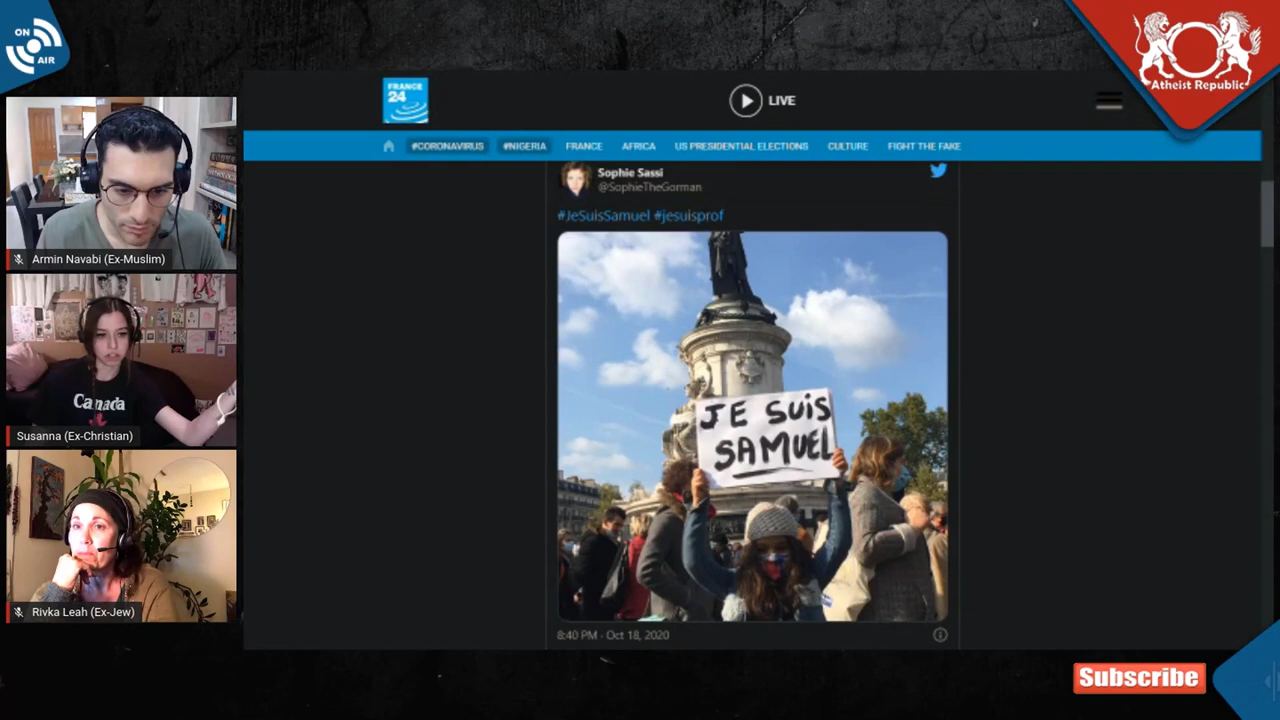 ON
AIR
Atheist Republic
FRANCE
24
LIVE
#CORONAVIRUS #NIGERIA FRANCE AFRICA US PRESIDENTIAL ELECTIONS CULTURE FIGHT THE FAKE
Sophie Sassi
@SophieTheGorman
#JeSuisSamuel #jesuisprof
JE SUiS
SAMUEL
8:40 PM · Oct 18, 2020
Armin Navabi (Ex-Muslim)
Canada
Susanna (Ex-Christian)
Rivka Leah (Ex-Jew)
Subscribe